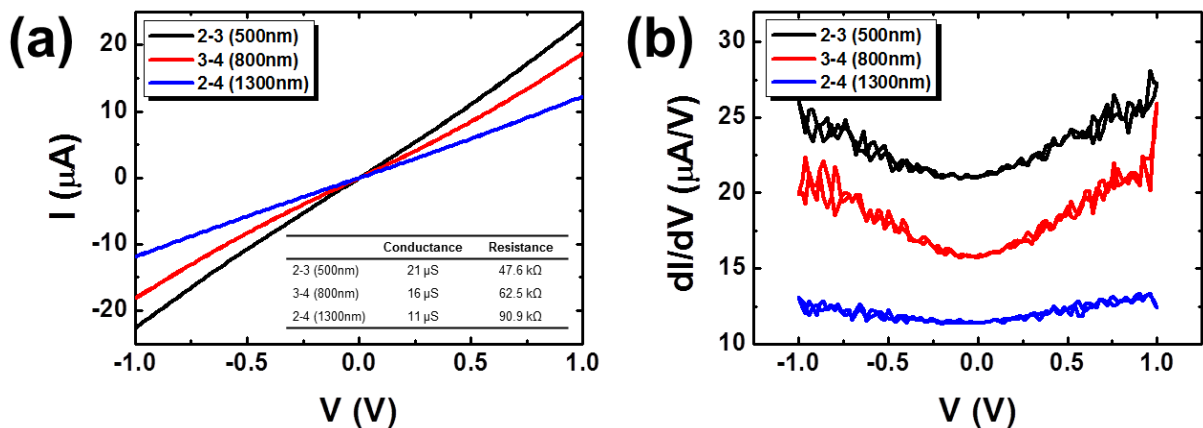 (a)
2-3 (500nm)
3-4 (800nm)
2-4 (1300nm)
20
10
0
-10
-20
I (μA)
Conductance Resistance
2-3 (500nm) 21 μS 47.6 kΩ
3-4 (800nm) 16 μS 62.5 kΩ
2-4 (1300nm) 11 μS 90.9 kΩ
-1.0 -0.5 0.0 0.5 1.0
V (V)
(b)
2-3 (500nm)
3-4 (800nm)
2-4 (1300nm)
30
25
20
15
10
dI/dV (μA/V)
-1.0 -0.5 0.0 0.5 1.0
V (V)